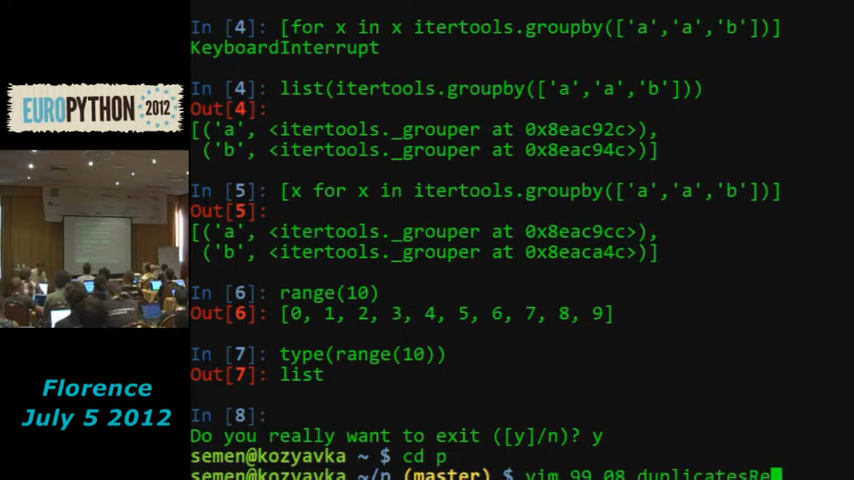 EUROPYTHON 2012
Florence
July 5 2012
In [4]: [for x in x itertools.groupby(['a','a','b'])]
KeyboardInterrupt
In [4]: list(itertools.groupby(['a','a','b']))
Out[4]:
[('a', <itertools._grouper at 0x8eac92c>),
('b', <itertools._grouper at 0x8eac94c>)]
In [5]: [x for x in itertools.groupby(['a','a','b'])]
Out[5]:
[('a', <itertools._grouper at 0x8eac9cc>),
('b', <itertools._grouper at 0x8eaca4c>)]
In [6]: range(10)
Out[6]: [0, 1, 2, 3, 4, 5, 6, 7, 8, 9]
In [7]: type(range(10))
Out[7]: list
In [8]:
Do you really want to exit ([y]/n)? y
semen@kozyavka ~ $ cd p
semen@kozyavka ~/p (master) $ vim 99_08_duplicatesRe